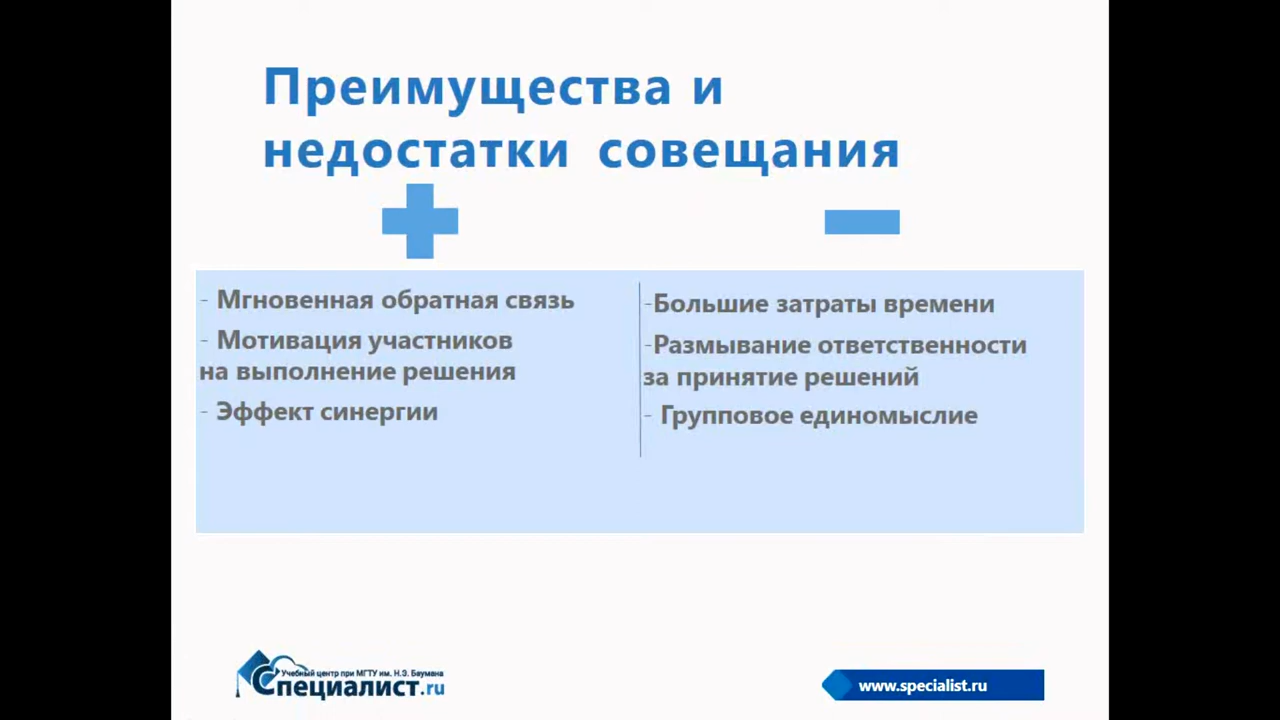 Преимущества и
недостатки совещания
- Мгновенная обратная связь
- Мотивация участников
на выполнение решения
- Эффект синергии
-Большие затраты времени
-Размывание ответственности
за принятие решений
- Групповое единомыслие
Учебный центр при МГТУ им. Н.Э. Баумана
Специалист.ru
www.specialist.ru